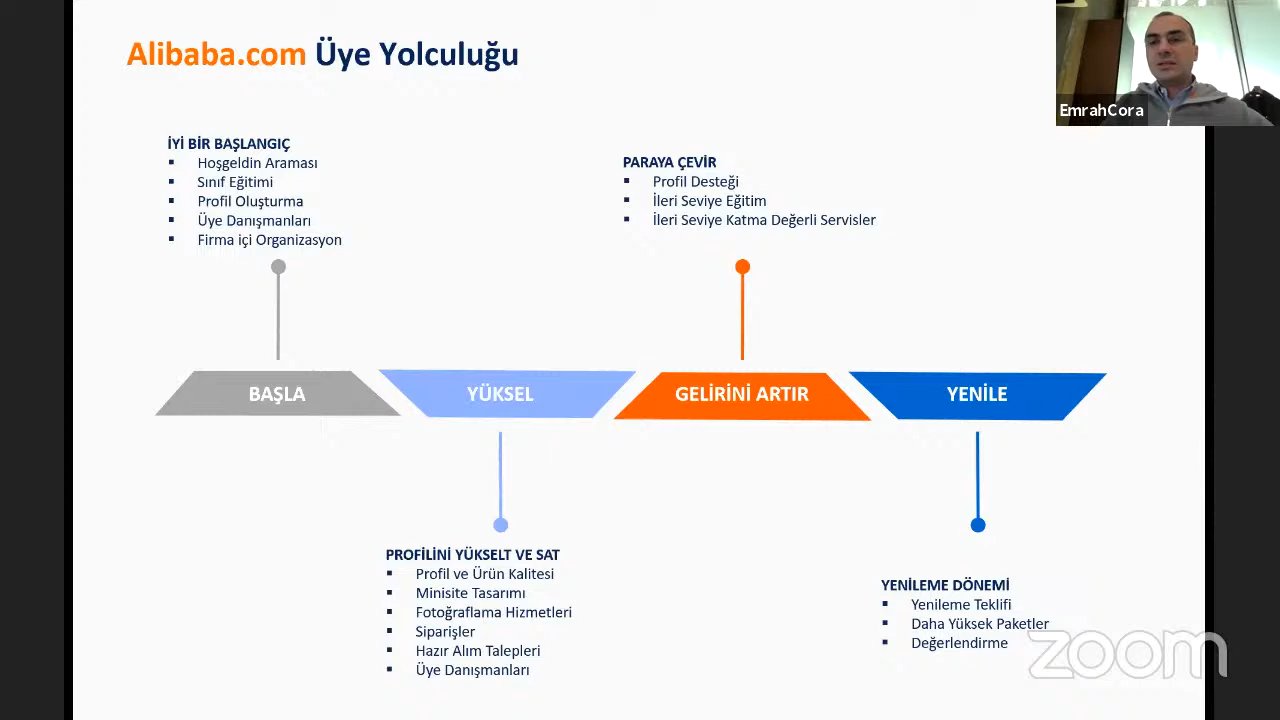 Alibaba.com Üye Yolculuğu
EmrahCora
İYİ BİR BAŞLANGIÇ
▪ Hoşgeldin Araması
▪ Sınıf Eğitimi
▪ Profil Oluşturma
▪ Üye Danışmanları
▪ Firma içi Organizasyon
PARAYA ÇEVİR
▪ Profil Desteği
▪ İleri Seviye Eğitim
▪ İleri Seviye Katma Değerli Servisler
BAŞLA
YÜKSEL
GELİRİNİ ARTIR
YENİLE
PROFİLİNİ YÜKSELT VE SAT
▪ Profil ve Ürün Kalitesi
▪ Minisite Tasarımı
▪ Fotoğraflama Hizmetleri
▪ Siparişler
▪ Hazır Alım Talepleri
▪ Üye Danışmanları
YENİLEME DÖNEMİ
▪ Yenileme Teklifi
▪ Daha Yüksek Paketler
▪ Değerlendirme
zoom